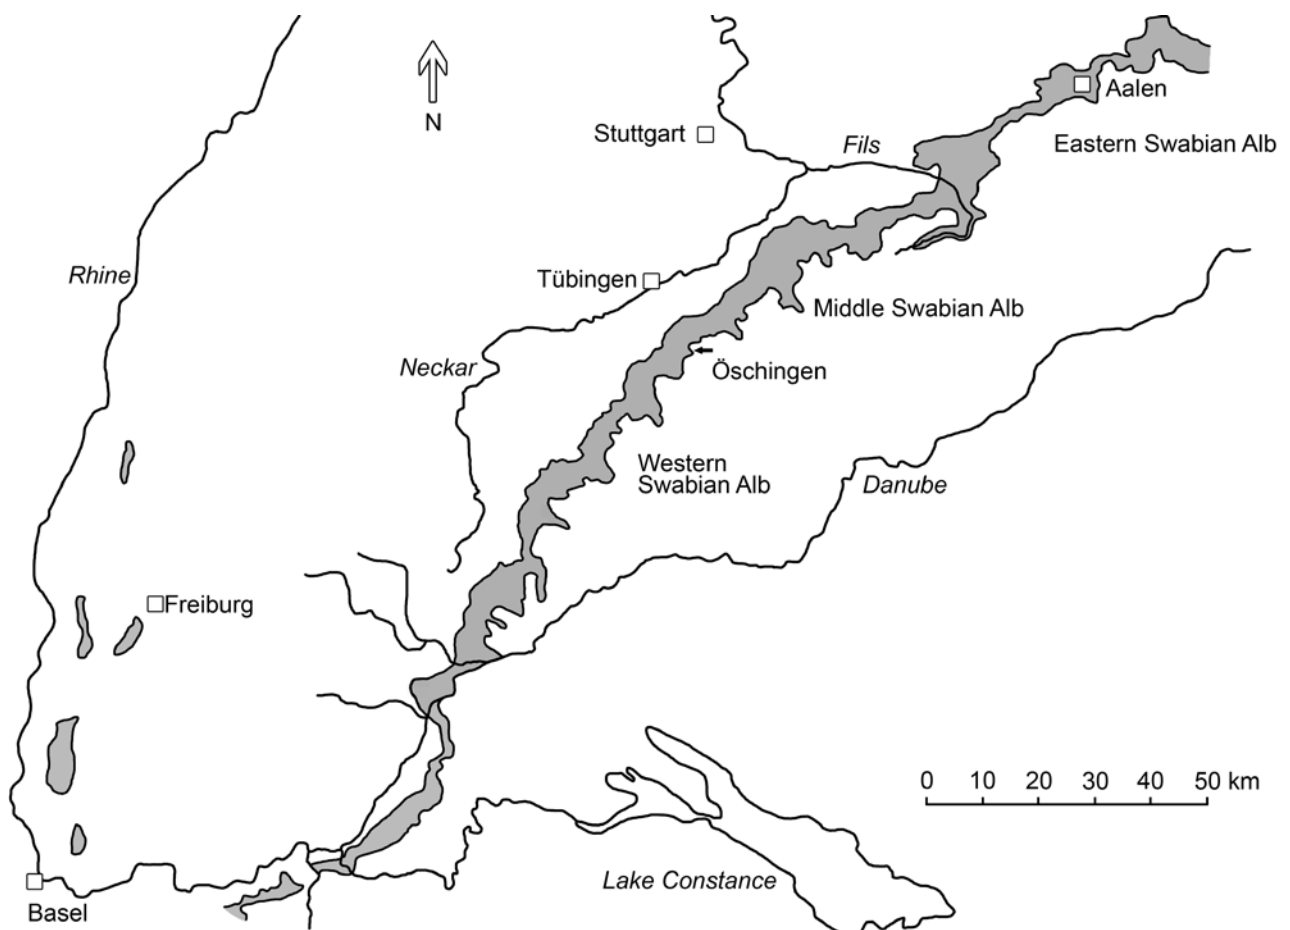 Aalen
N
Stuttgart
Fils
Eastern Swabian Alb
Rhine
Tübingen
Middle Swabian Alb
Neckar
Öschingen
Western
Swabian Alb
Danube
Freiburg
0 10 20 30 40 50 km
Lake Constance
Basel